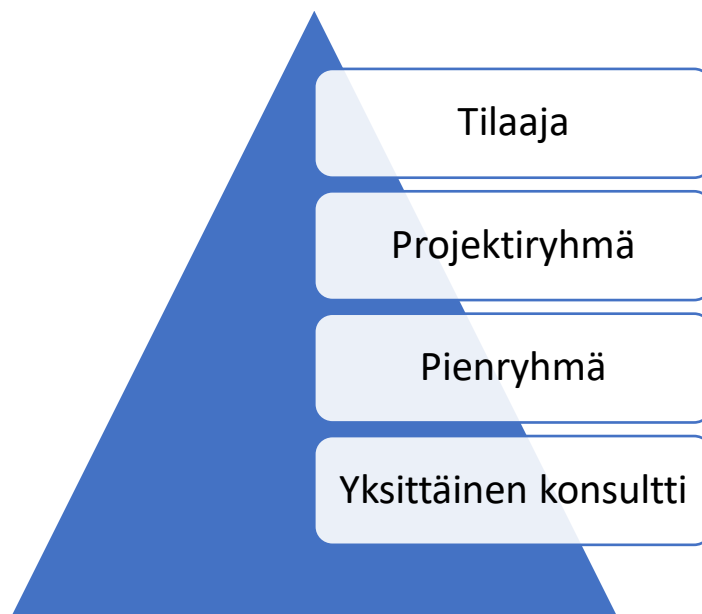 Tilaaja
Projektiryhmä
Pienryhmä
Yksittäinen konsultti